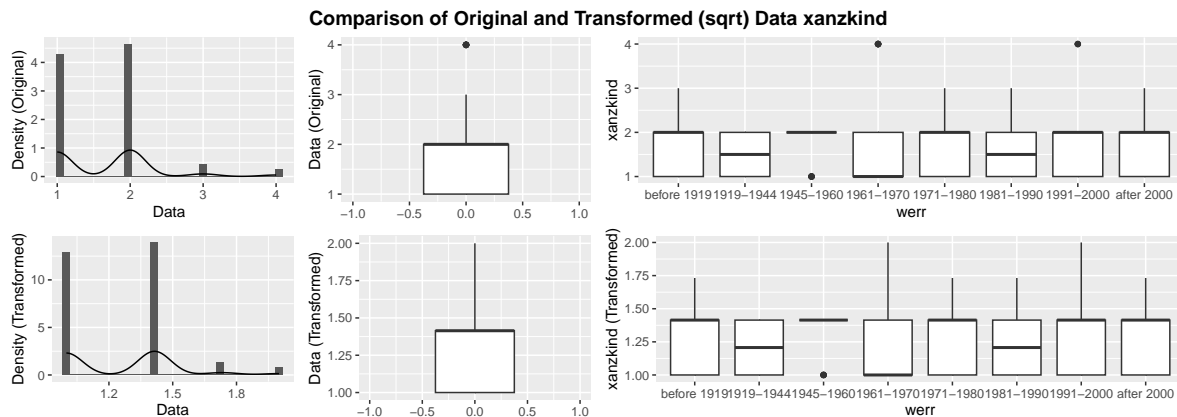 Comparison of Original and Transformed (sqrt) Data xanzkind
Density (Original)
5
4
3
2
1
0
1 2 3 4
Data
Data (Original)
4
3
2
1
−1.0 −0.5 0.0 0.5 1.0
xanzkind
4
3
2
1
before 1919 1919−1944 1945−1960 1961−1970 1971−1980 1981−1990 1991−2000 after 2000
werr
Density (Transformed)
10
5
0
1.2 1.5 1.8
Data
Data (Transformed)
2.00
1.75
1.50
1.25
1.00
−1.0 −0.5 0.0 0.5 1.0
xanzkind (Transformed)
2.00
1.75
1.50
1.25
1.00
before 1919 1919−1944 1945−1960 1961−1970 1971−1980 1981−1990 1991−2000 after 2000
werr